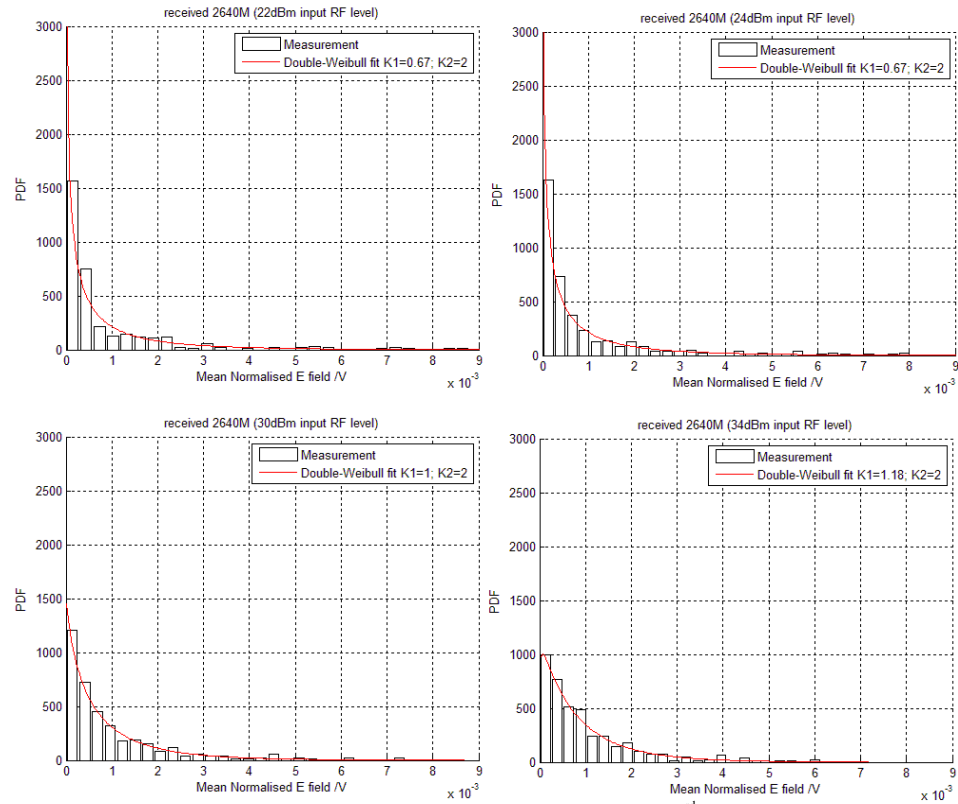 received 2640M (22dBm input RF level)
3000
2500
2000
1500
1000
500
0
PDF
Measurement
Double-Weibull fit K1=0.67; K2=2
0 1 2 3 4 5 6 7 8 9
Mean Normalised E field /V
x 10⁻³
received 2640M (24dBm input RF level)
3000
2500
2000
1500
1000
500
0
PDF
Measurement
Double-Weibull fit K1=0.67; K2=2
0 1 2 3 4 5 6 7 8 9
Mean Normalised E field /V
x 10⁻³
received 2640M (30dBm input RF level)
3000
2500
2000
1500
1000
500
0
PDF
Measurement
Double-Weibull fit K1=1; K2=2
0 1 2 3 4 5 6 7 8 9
Mean Normalised E field /V
x 10⁻³
received 2640M (34dBm input RF level)
3000
2500
2000
1500
1000
500
0
PDF
Measurement
Double-Weibull fit K1=1.18; K2=2
0 1 2 3 4 5 6 7 8 9
Mean Normalised E field /V
x 10⁻³